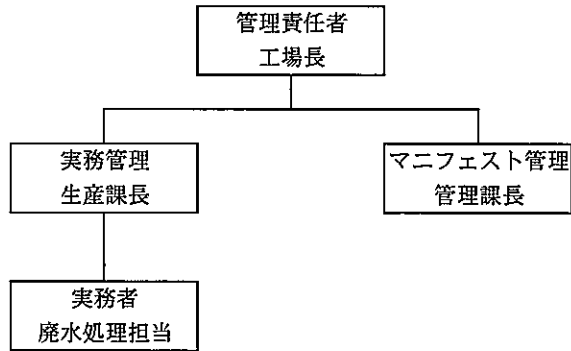 管理責任者
工場長
実務管理
生産課長
マニフェスト管理
管理課長
実務者
廃水処理担当